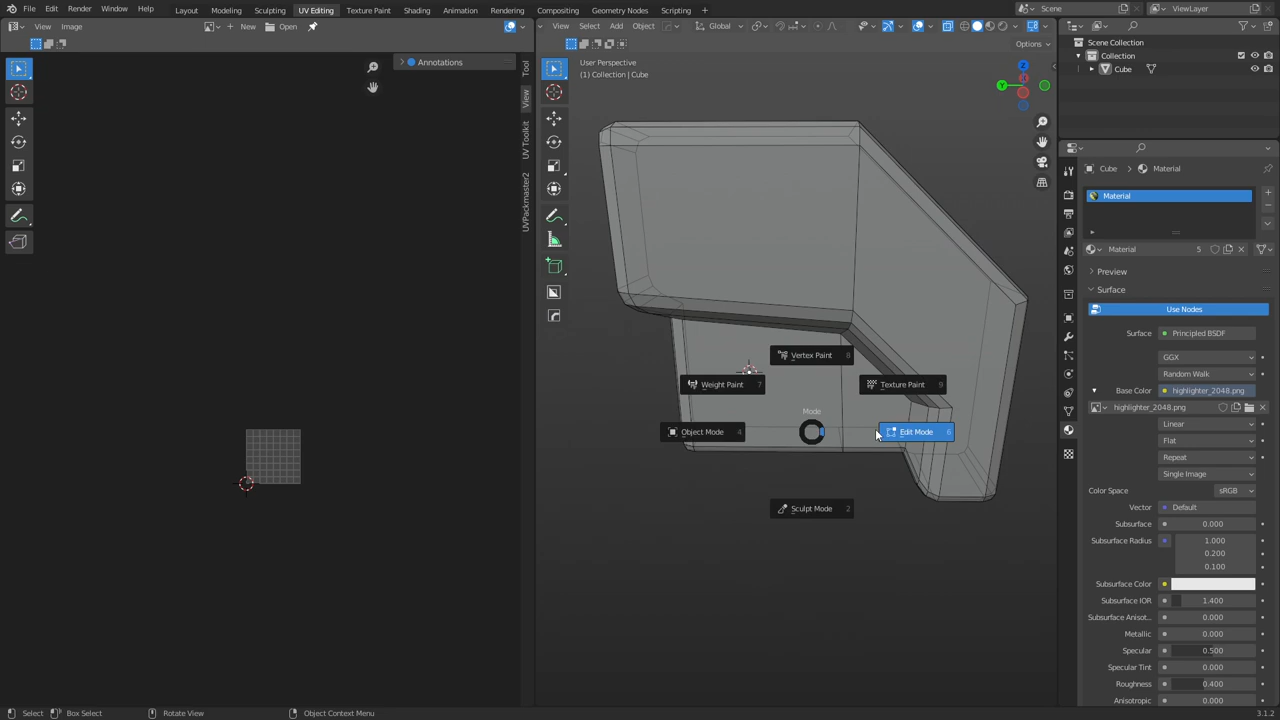 File Edit Render Window Help Layout Modeling Sculpting UV Editing Texture Paint Shading Animation Rendering Compositing Geometry Nodes Scripting + Scene ViewLayer
View Image New Open View Select Add Object Global
Options
Annotations
Tool
View
UV Toolkit
UVPackmaster2
User Perspective
(1) Collection | Cube
Z
Y
Vertex Paint 8
Weight Paint 7
Texture Paint 9
Mode
Object Mode 4
Edit Mode 6
Sculpt Mode 2
Scene Collection
Collection
Cube
Cube > Material
Material
Material 5
Preview
Surface
Use Nodes
Surface: Principled BSDF
GGX
Random Walk
Base Color highlighter_2048.png
highlighter_2048.png
Linear
Flat
Repeat
Single Image
Color Space sRGB
Vector Default
Subsurface 0.000
Subsurface Radius 1.000
0.200
0.100
Subsurface Color
Subsurface IOR 1.400
Subsurface Anisot.. 0.000
Metallic 0.000
Specular 0.500
Specular Tint 0.000
Roughness 0.400
Anisotropic 0.000
Select Box Select Rotate View Object Context Menu 3.1.2